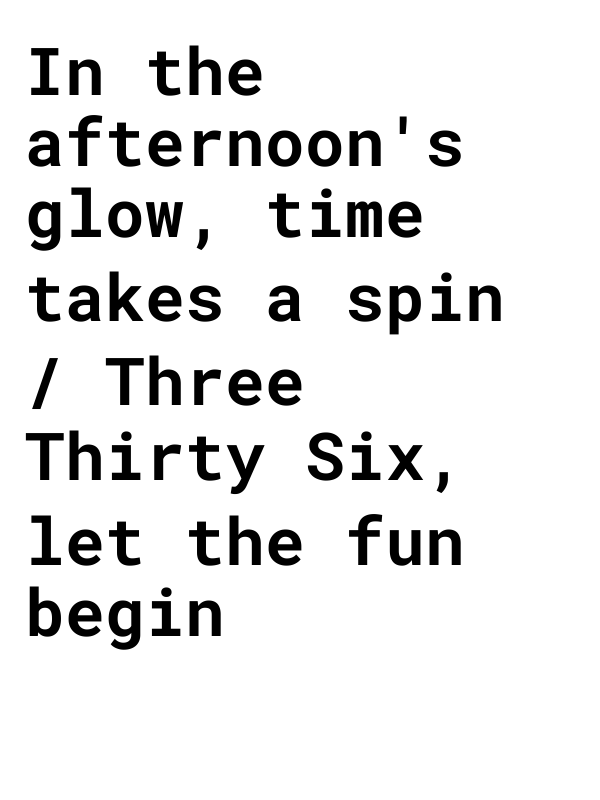 In the
afternoon's
glow, time
takes a spin
/ Three
Thirty Six,
let the fun
begin